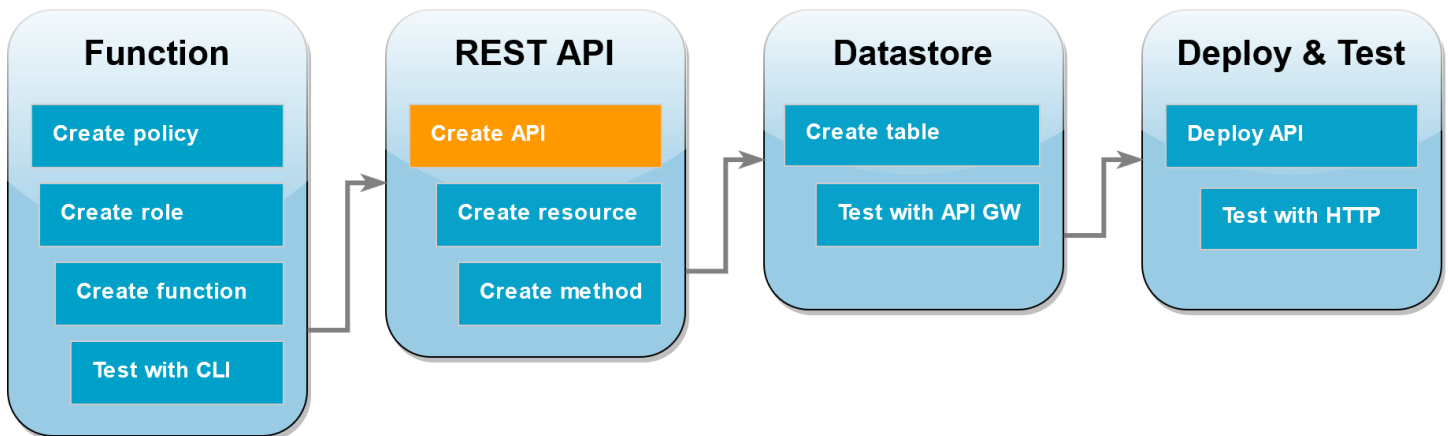 Function
Create policy
Create role
Create function
Test with CLI
REST API
Create API
Create resource
Create method
Datastore
Create table
Test with API GW
Deploy & Test
Deploy API
Test with HTTP